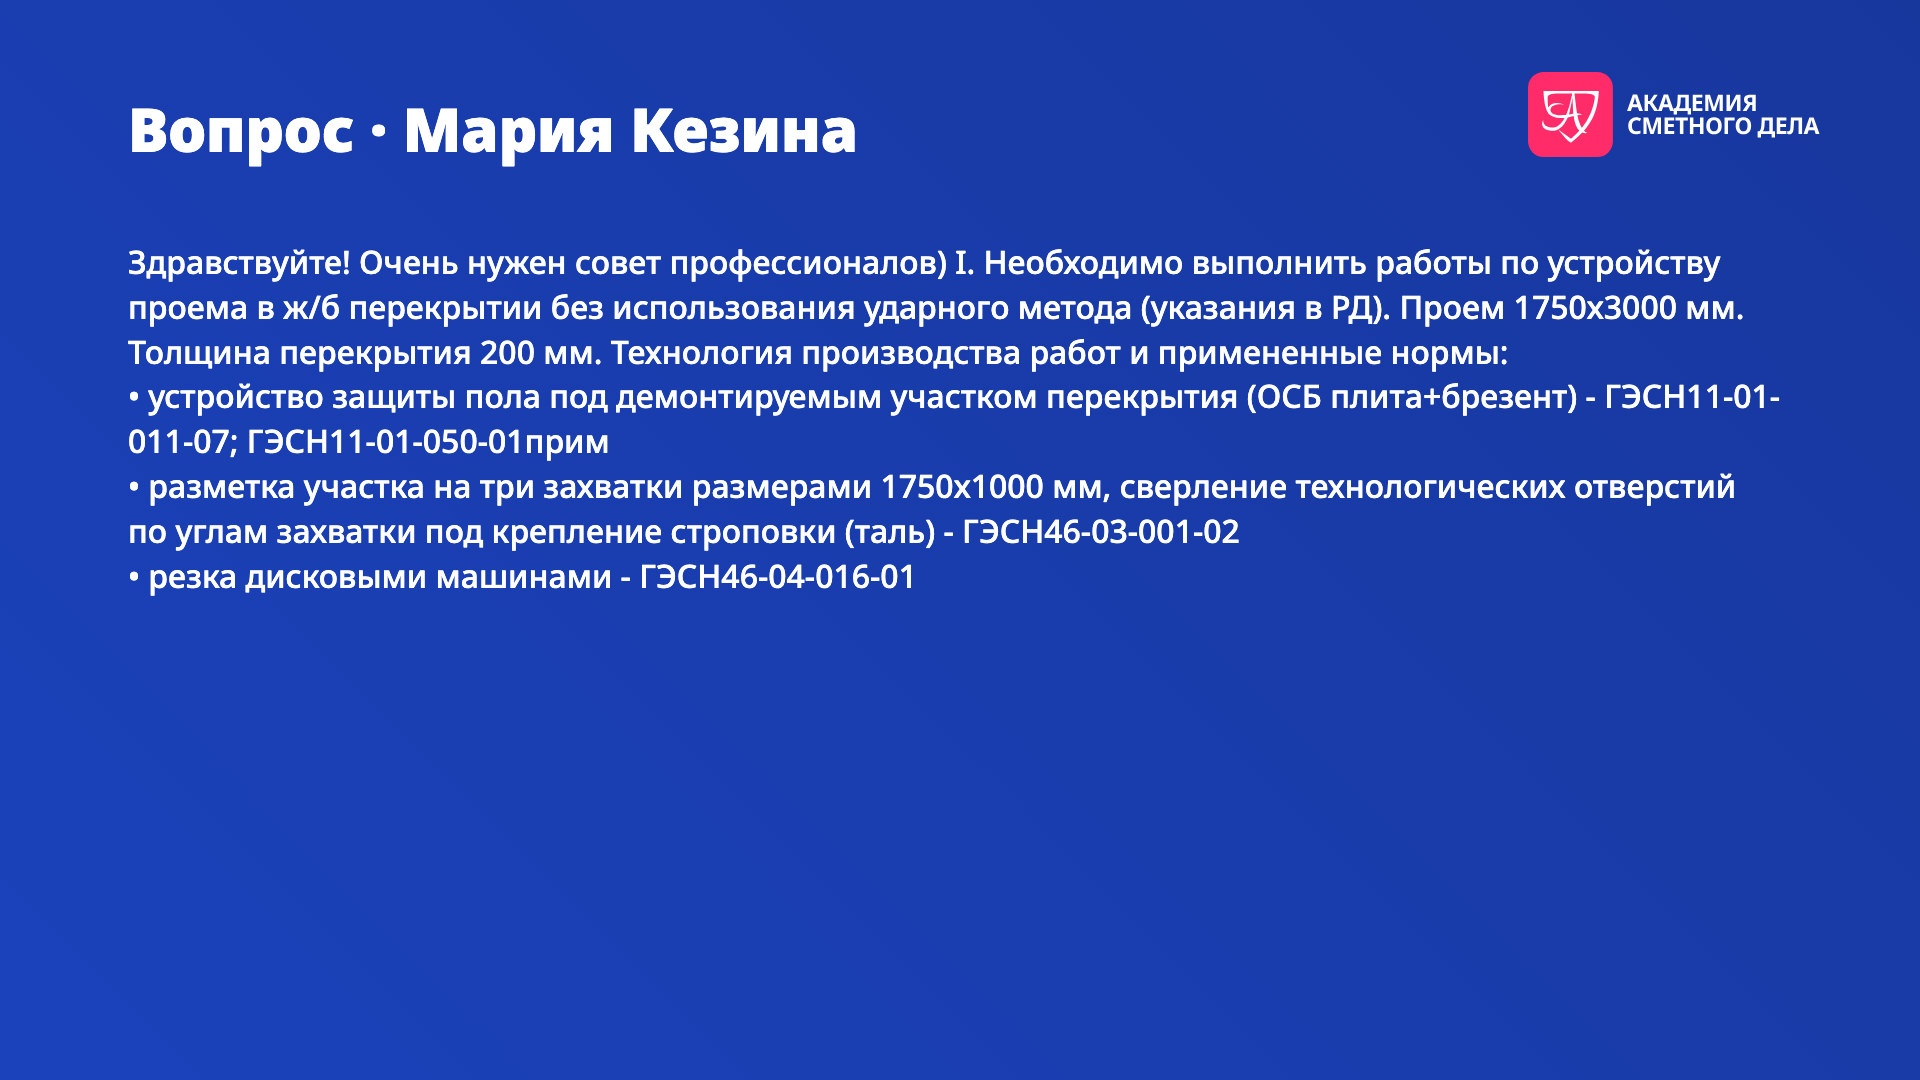 Вопрос · Мария Кезина
АКАДЕМИЯ
СМЕТНОГО ДЕЛА
Здравствуйте! Очень нужен совет профессионалов) I. Необходимо выполнить работы по устройству
проема в ж/б перекрытии без использования ударного метода (указания в РД). Проем 1750х3000 мм.
Толщина перекрытия 200 мм. Технология производства работ и примененные нормы:
• устройство защиты пола под демонтируемым участком перекрытия (ОСБ плита+брезент) - ГЭСН11-01-
011-07; ГЭСН11-01-050-01прим
• разметка участка на три захватки размерами 1750х1000 мм, сверление технологических отверстий
по углам захватки под крепление строповки (таль) - ГЭСН46-03-001-02
• резка дисковыми машинами - ГЭСН46-04-016-01